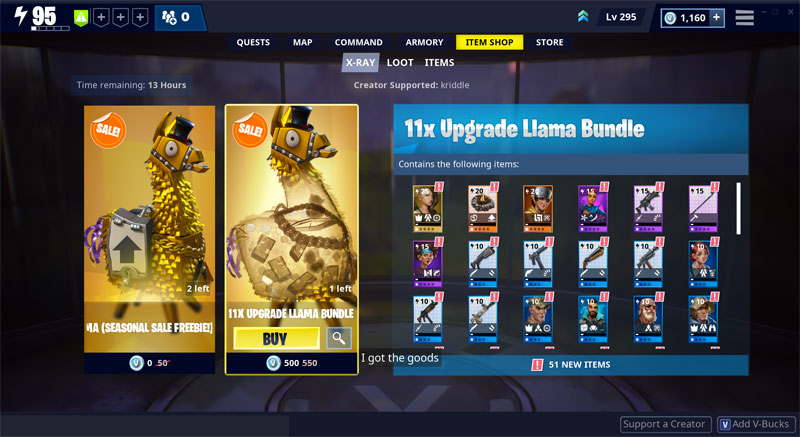 95
0
Lv 295
1,160 +
QUESTS MAP COMMAND ARMORY ITEM SHOP STORE
X-RAY LOOT ITEMS
Time remaining: 13 Hours
Creator Supported: kriddle
SALE!
2 left
MA (SEASONAL SALE FREEBIE!)
0 50
SALE!
1 left
11X UPGRADE LLAMA BUNDLE
BUY
500 550
I got the goods
11x Upgrade Llama Bundle
Contains the following items:
25 20 20 15 15 15
15 10 10 10 10 10
10 10 10 10 10 10
51 NEW ITEMS
Support a Creator
V Add V-Bucks